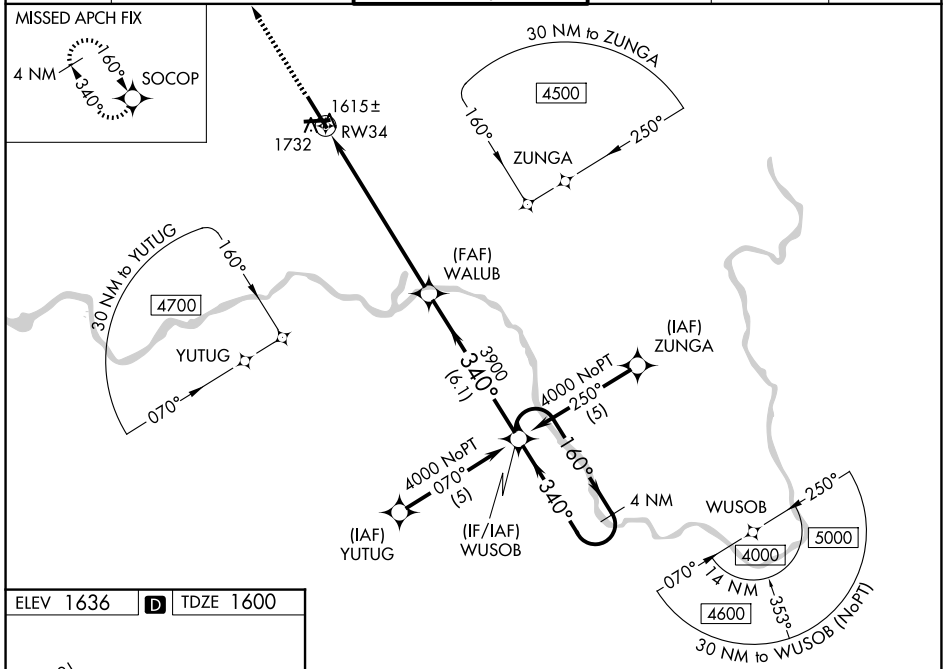 MISSED APCH FIX
4 NM
160°
340°
SOCOP
1615±
1732
RW34
30 NM to ZUNGA
4500
160°
250°
ZUNGA
30 NM to YUTUG
160°
4700
YUTUG
070°
(FAF)
WALUB
(IAF)
ZUNGA
3900
340°
(6.1)
4000 NoPT
250°
(5)
160°
340°
4 NM
4000 NoPT
070°
(5)
(IAF)
YUTUG
(IF/IAF)
WUSOB
WUSOB
250°
5000
4000
070°
14 NM
4600
353°
30 NM to WUSOB (NoPT)
ELEV 1636
D
TDZE 1600